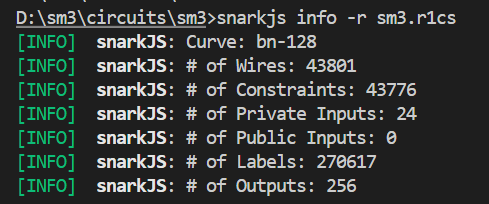 D:\sm3\circuits\sm3>snarkjs info -r sm3.r1cs
[INFO]  snarkJS: Curve: bn-128
[INFO]  snarkJS: # of Wires: 43801
[INFO]  snarkJS: # of Constraints: 43776
[INFO]  snarkJS: # of Private Inputs: 24
[INFO]  snarkJS: # of Public Inputs: 0
[INFO]  snarkJS: # of Labels: 270617
[INFO]  snarkJS: # of Outputs: 256